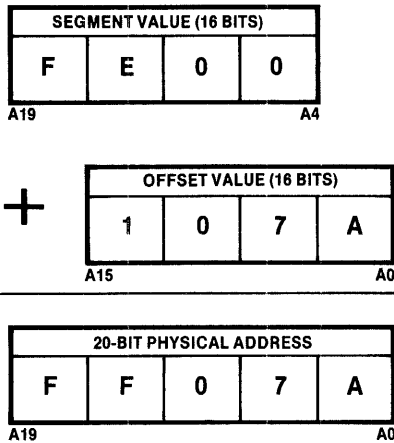 SEGMENT VALUE (16 BITS)
F E 0 0
A19 A4
+
OFFSET VALUE (16 BITS)
1 0 7 A
A15 A0
20-BIT PHYSICAL ADDRESS
F F 0 7 A
A19 A0